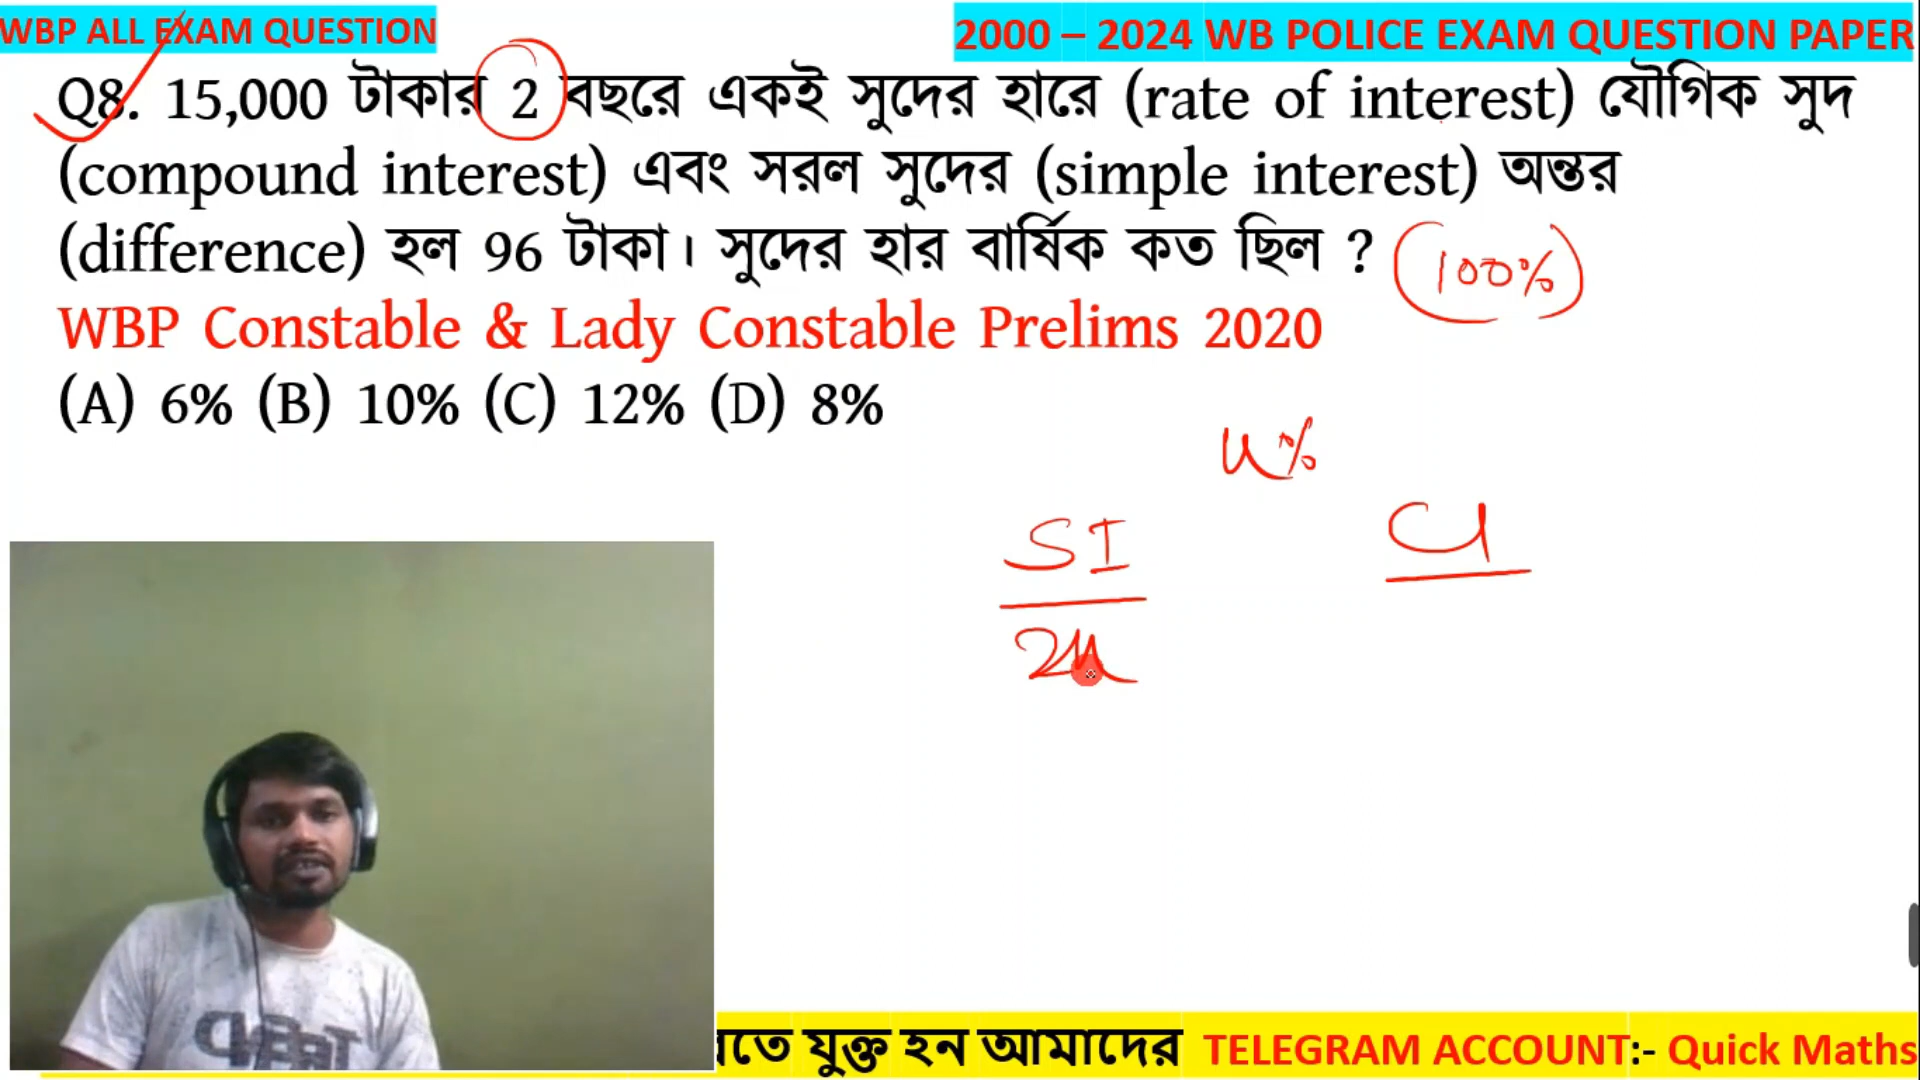 WBP ALL EXAM QUESTION
2000 – 2024 WB POLICE EXAM QUESTION PAPER
Q8. 15,000 টাকার 2 বছরে একই সুদের হারে (rate of interest) যৌগিক সুদ
(compound interest) এবং সরল সুদের (simple interest) অন্তর
(difference) হল 96 টাকা। সুদের হার বার্ষিক কত ছিল ?
100%
WBP Constable & Lady Constable Prelims 2020
(A) 6% (B) 10% (C) 12% (D) 8%
SI
CI
যুক্ত হন আমাদের TELEGRAM ACCOUNT:- Quick Maths